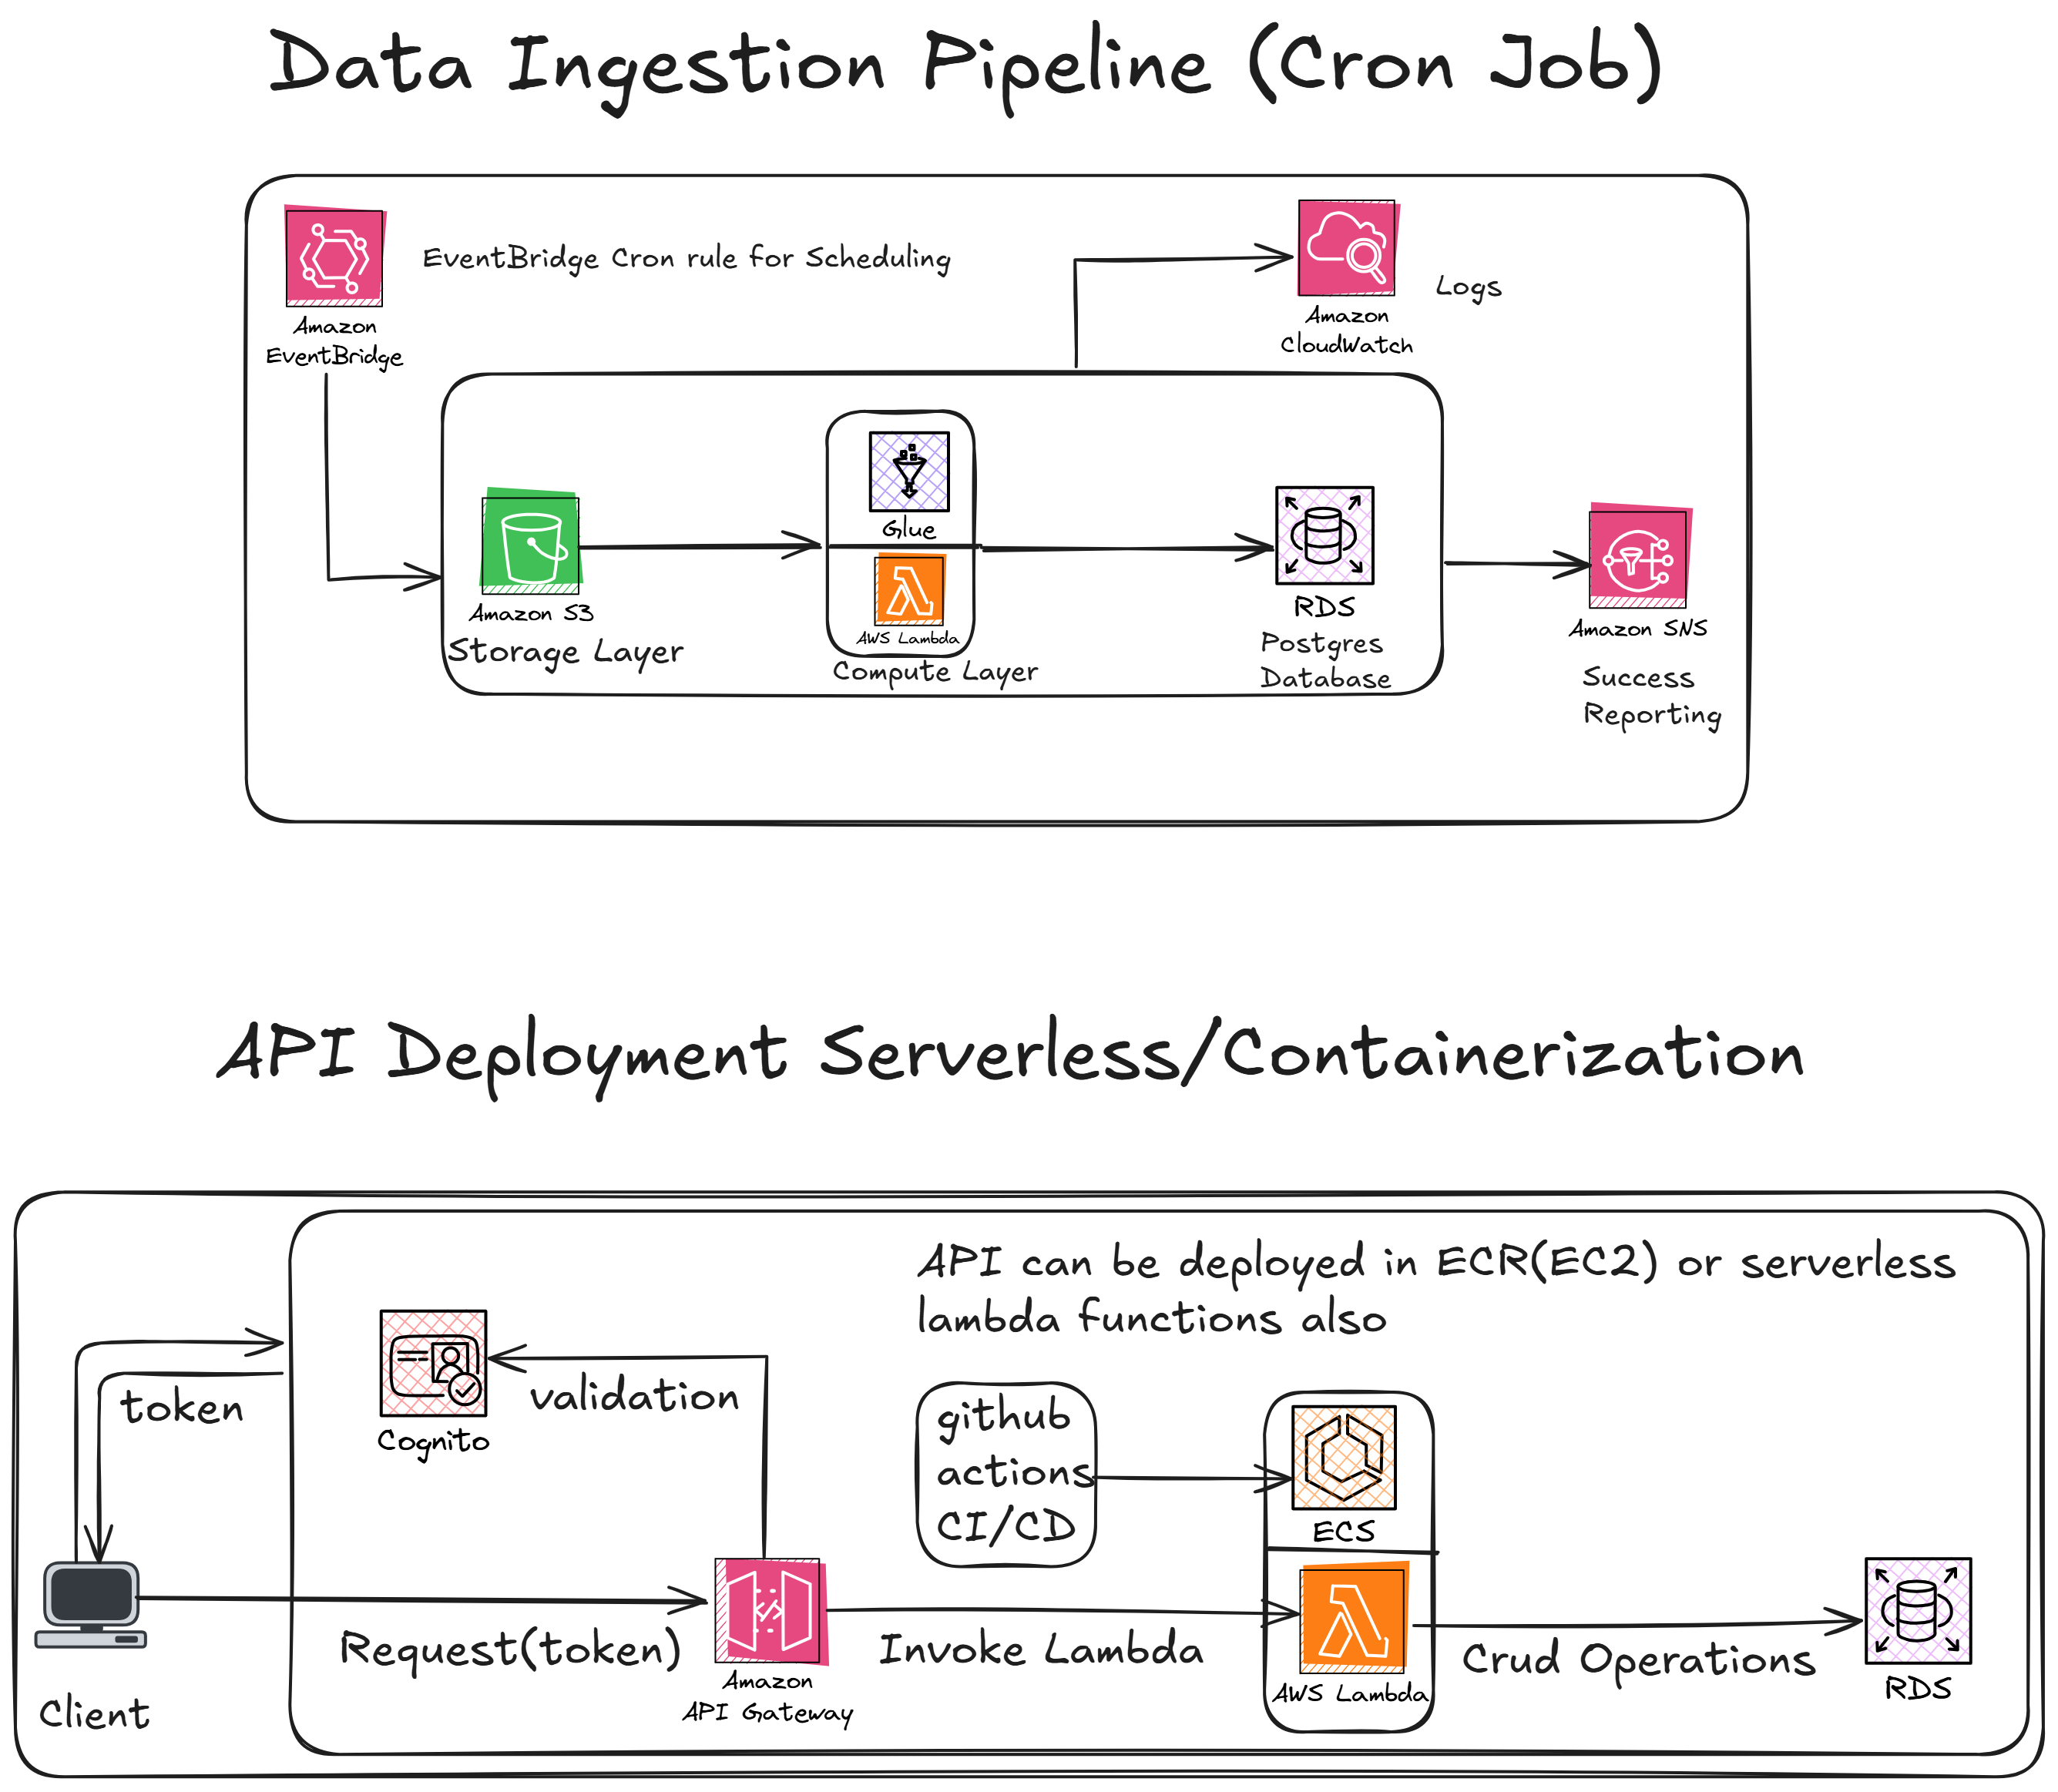 Data Ingestion Pipeline (Cron Job)
EventBridge Cron rule for Scheduling
Amazon
EventBridge
Amazon
CloudWatch
Logs
Glue
Amazon S3
Storage Layer
AWS Lambda
Compute Layer
RDS
Postgres
Database
Amazon SNS
Success
Reporting
API Deployment Serverless/Containerization
API can be deployed in ECR(EC2) or serverless
lambda functions also
token
Cognito
validation
github
actions
CI/CD
ECS
Client
Request(token)
Amazon
API Gateway
Invoke Lambda
AWS Lambda
Crud Operations
RDS